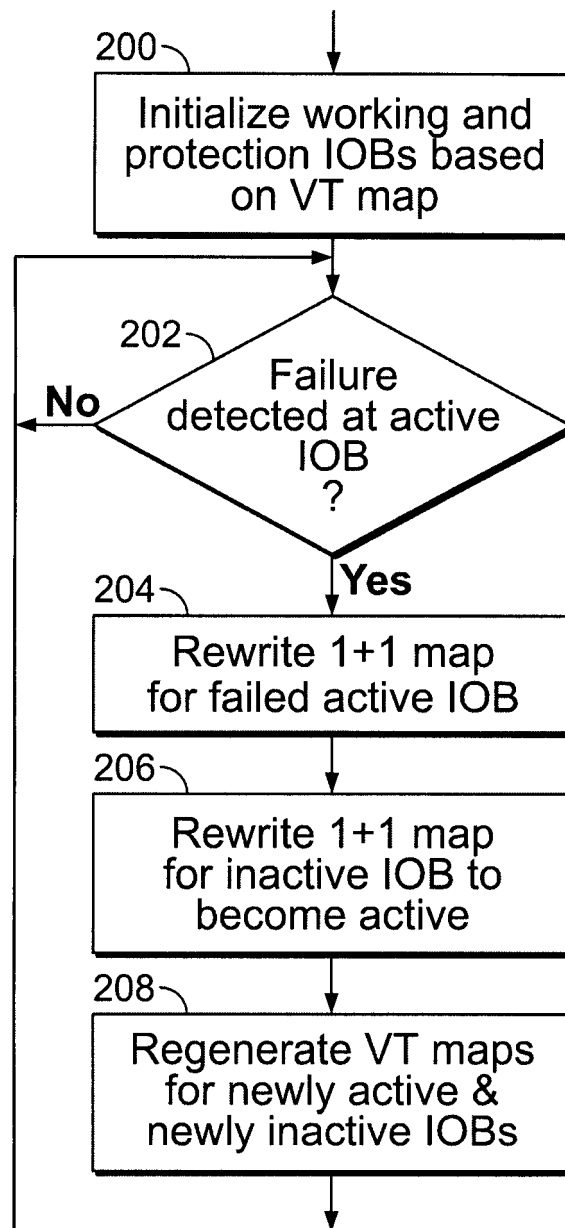 200
Initialize working and
protection IOBs based
on VT map
202
No
Failure
detected at active
IOB
?
Yes
204
Rewrite 1+1 map
for failed active IOB
206
Rewrite 1+1 map
for inactive IOB to
become active
208
Regenerate VT maps
for newly active &
newly inactive IOBs